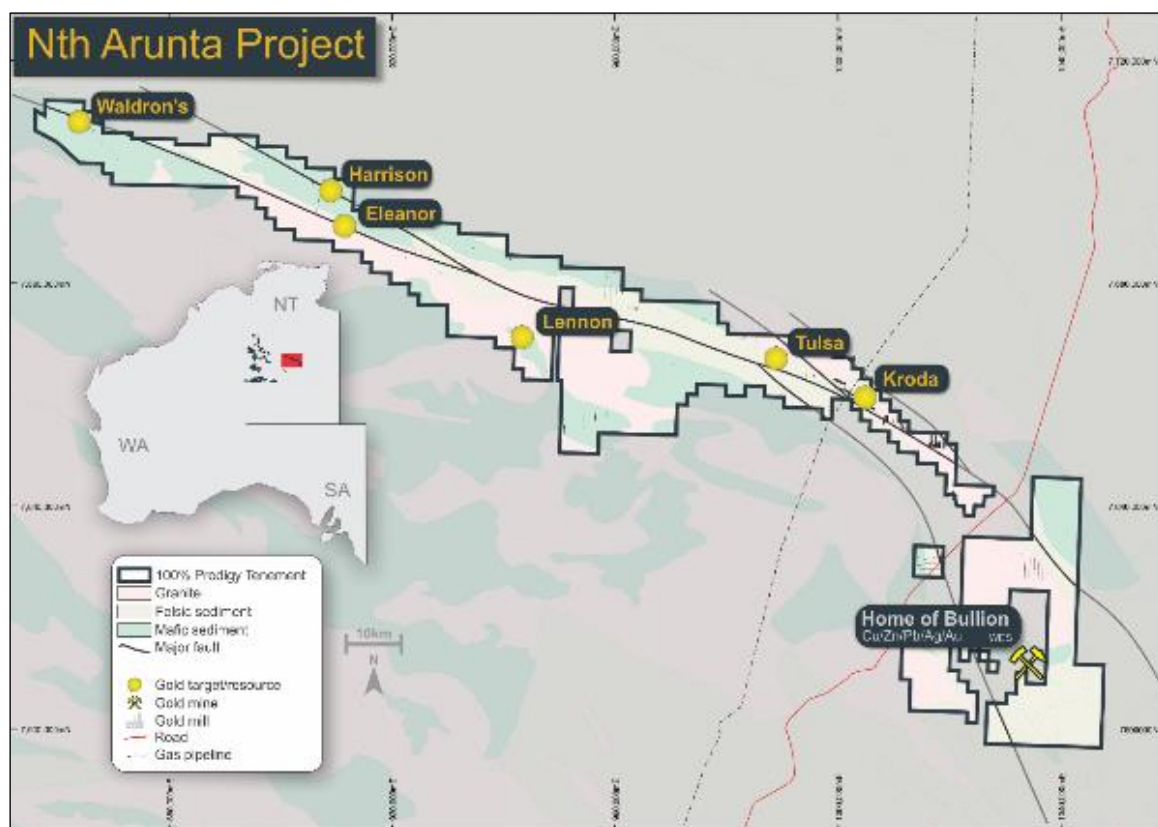 Nth Arunta Project
Waldron's
Harrison
Eleanor
Lennon
Tulsa
Kroda
NT
WA
SA
Home of Bullion
Cu/Zn/Pb/Ag/Au
100% Prodigy Tenement
Granite
Felsic sediment
Mafic sediment
Major fault
Gold target/resource
Gold mine
Gold mill
Road
Gas pipeline
10km
N